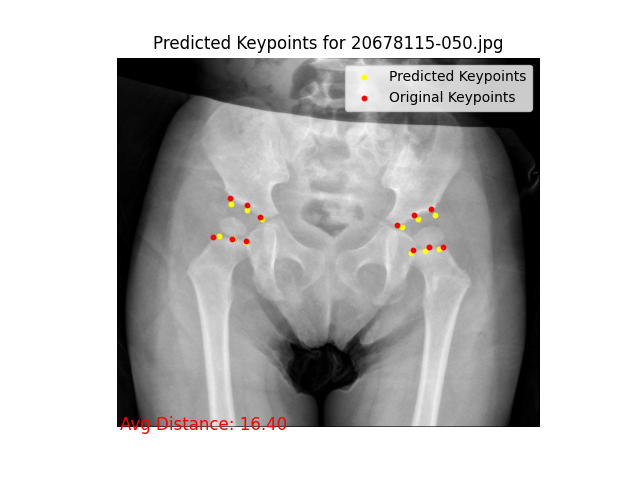 Predicted Keypoints for 20678115-050.jpg
Predicted Keypoints
Original Keypoints
Avg Distance: 16.40